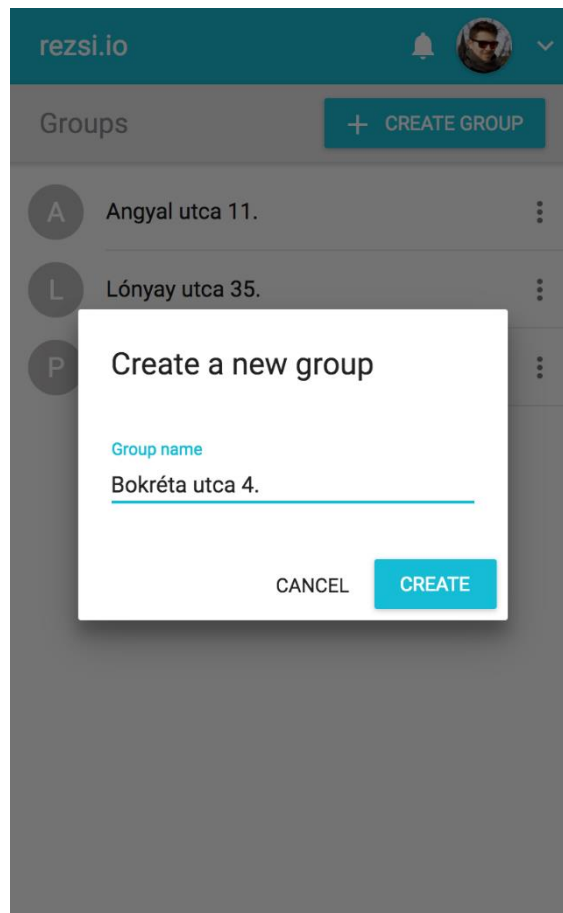 rezsi.io
Groups
+ CREATE GROUP
A Angyal utca 11.
L Lónyay utca 35.
P
Create a new group
Group name
Bokréta utca 4.
CANCEL CREATE